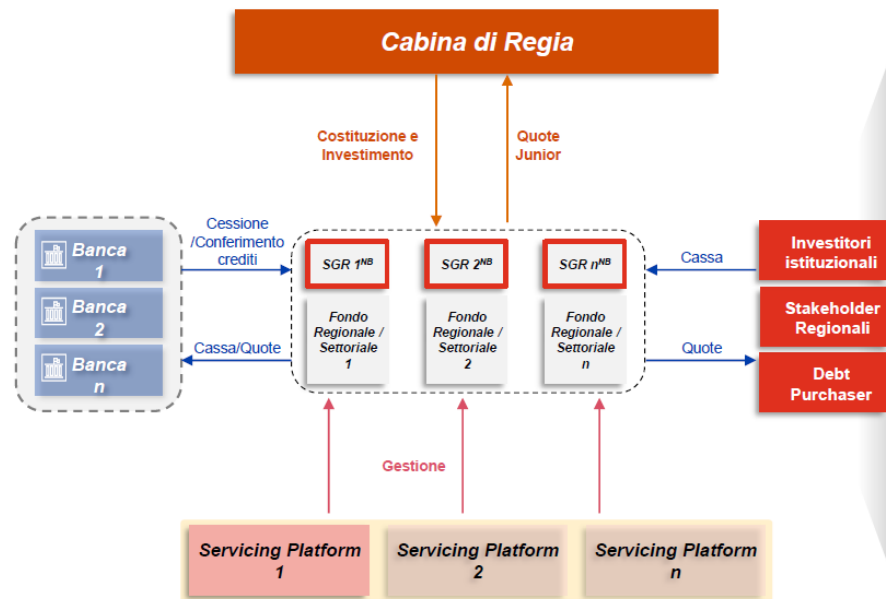 Cabina di Regia
Costituzione e
Investimento
Quote
Junior
Cessione
/Conferimento
crediti
Banca
1
Banca
2
Banca
n
Cassa/Quote
SGR 1NB
SGR 2NB
SGR nNB
Fondo
Regionale /
Settoriale
1
Fondo
Regionale /
Settoriale
2
Fondo
Regionale /
Settoriale
n
Cassa
Quote
Investitori
istituzionali
Stakeholder
Regionali
Debt
Purchaser
Gestione
Servicing Platform
1
Servicing Platform
2
Servicing Platform
n